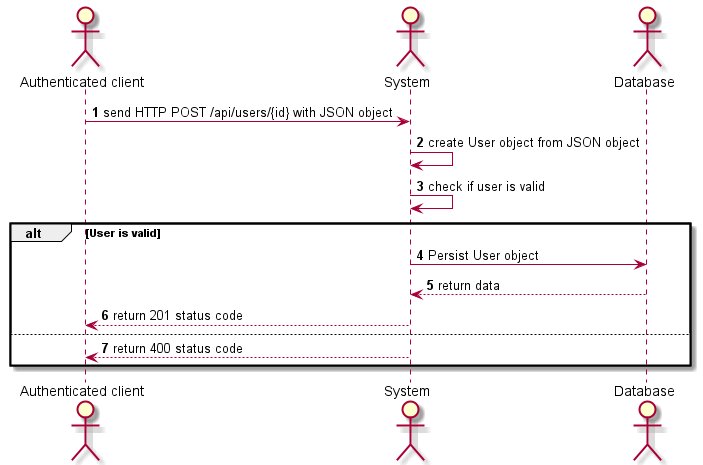 Authenticated client
System
Database
1 send HTTP POST /api/users/{id} with JSON object
2 create User object from JSON object
3 check if user is valid
alt [User is valid]
4 Persist User object
5 return data
6 return 201 status code
7 return 400 status code
Authenticated client
System
Database